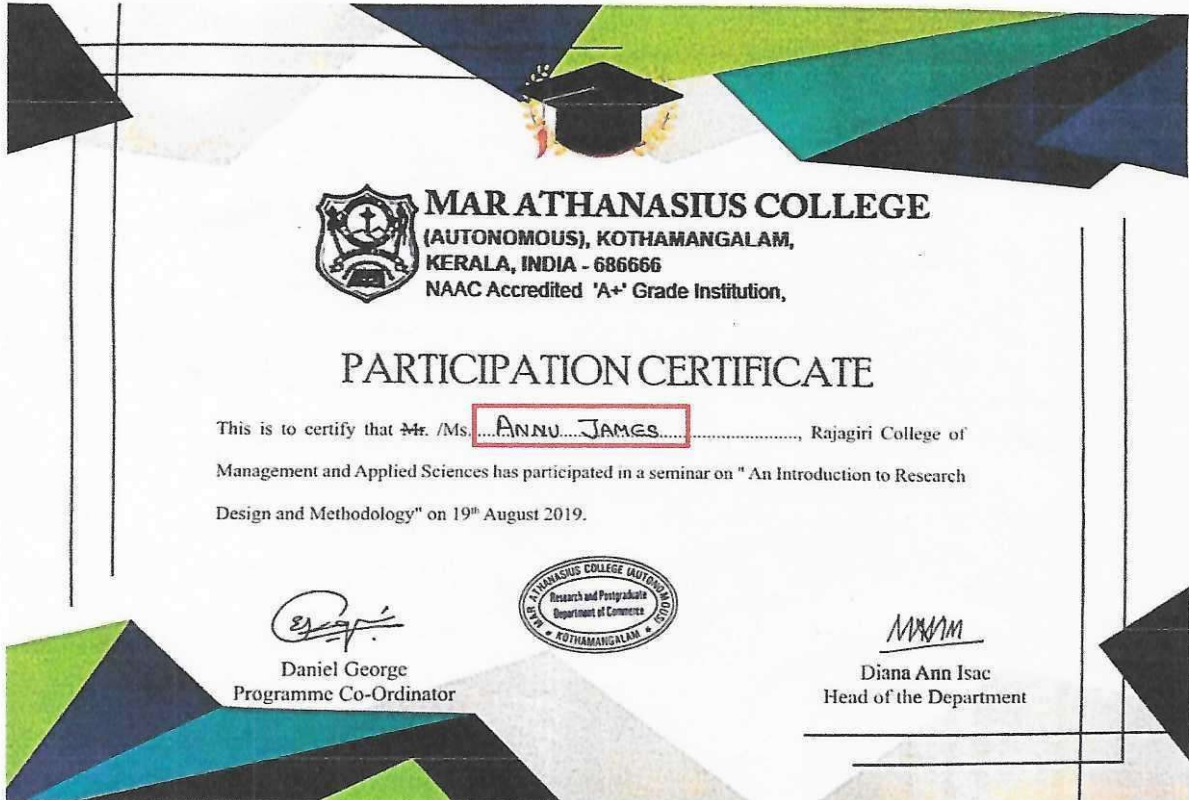 MAR ATHANASIUS COLLEGE
(AUTONOMOUS), KOTHAMANGALAM,
KERALA, INDIA - 686666
NAAC Accredited 'A+' Grade Institution,
PARTICIPATION CERTIFICATE
This is to certify that Mr. /Ms. ....ANNU....JAMES........................., Rajagiri College of
Management and Applied Sciences has participated in a seminar on " An Introduction to Research
Design and Methodology" on 19th August 2019.
MAR ATHANASIUS COLLEGE (AUTONOMOUS)
Research and Postgraduate
Department of Commerce
★ KOTHAMANGALAM ★
Daniel George
Programme Co-Ordinator
Diana Ann Isac
Head of the Department